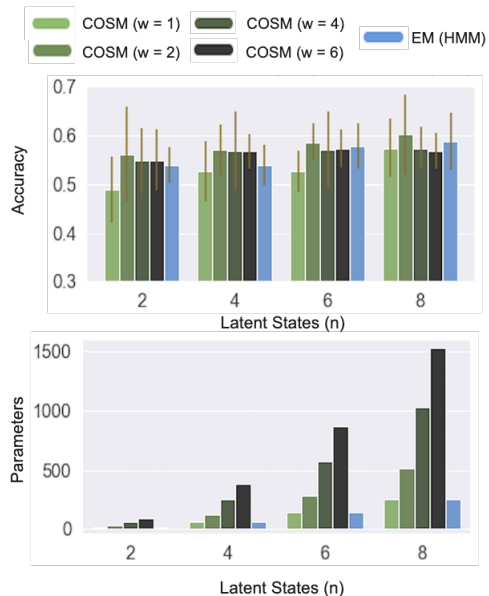 COSM (w = 1)
COSM (w = 4)
EM (HMM)
COSM (w = 2)
COSM (w = 6)
0.7
0.6
0.5
0.4
0.3
Accuracy
2 4 6 8
Latent States (n)
1500
1000
500
0
Parameters
2 4 6 8
Latent States (n)